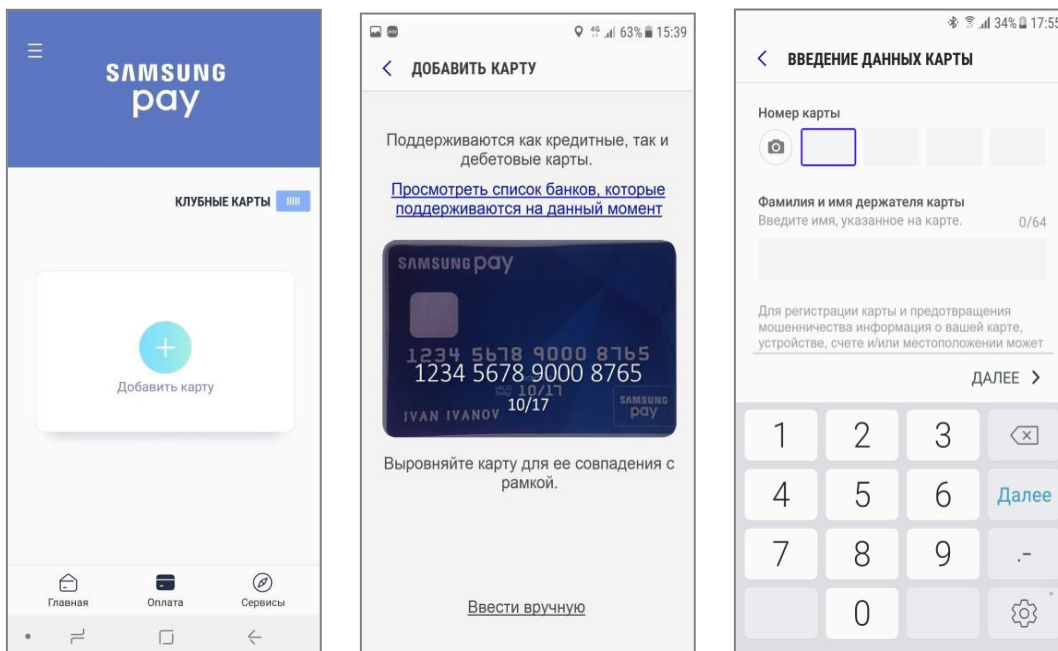 SAMSUNG
pay
КЛУБНЫЕ КАРТЫ
Добавить карту
Главная
Оплата
Сервисы
4G 63% 15:39
ДОБАВИТЬ КАРТУ
Поддерживаются как кредитные, так и
дебетовые карты.
Просмотреть список банков, которые
поддерживаются на данный момент
SAMSUNG pay
1234 5678 9000 8765
1234 5678 9000 8765
VALID
THRU 10/17
10/17
IVAN IVANOV
SAMSUNG
pay
Выровняйте карту для ее совпадения с
рамкой.
Ввести вручную
34% 17:55
ВВЕДЕНИЕ ДАННЫХ КАРТЫ
Номер карты
Фамилия и имя держателя карты
Введите имя, указанное на карте. 0/64
Для регистрации карты и предотвращения
мошенничества информация о вашей карте,
устройстве, счете и/или местоположении может
ДАЛЕЕ
1 2 3
4 5 6 Далее
7 8 9 .-
0